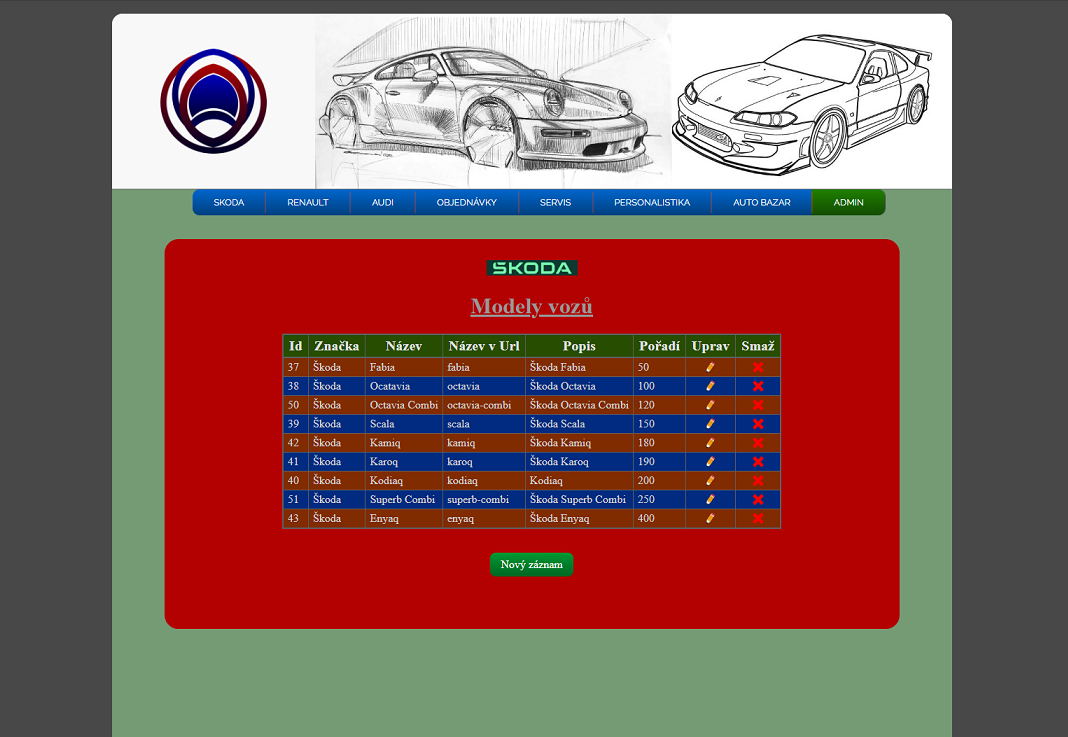 SKODA RENAULT AUDI OBJEDNÁVKY SERVIS PERSONALISTIKA AUTO BAZAR ADMIN
ŠKODA
Modely vozů
Id Značka Název Název v Url Popis Pořadí Uprav Smaž
37 Škoda Fabia fabia Škoda Fabia 50
38 Škoda Ocatavia octavia Škoda Octavia 100
50 Škoda Octavia Combi octavia-combi Škoda Octavia Combi 120
39 Škoda Scala scala Škoda Scala 150
42 Škoda Kamiq kamiq Škoda Kamiq 180
41 Škoda Karoq karoq Škoda Karoq 190
40 Škoda Kodiaq kodiaq Kodiaq 200
51 Škoda Superb Combi superb-combi Škoda Superb Combi 250
43 Škoda Enyaq enyaq Škoda Enyaq 400
Nový záznam